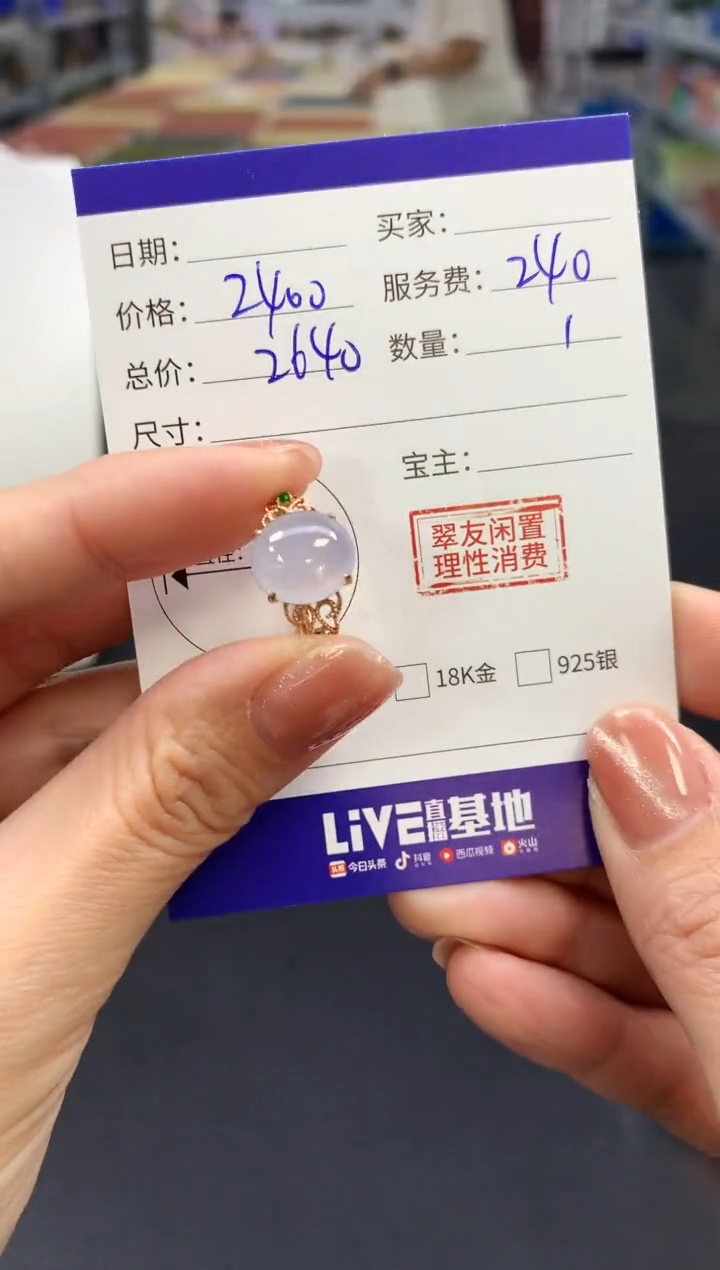 日期: 买家:
价格: 2400 服务费: 240
总价: 2640 数量: 1
尺寸:
宝主:
翠友闲置
理性消费
18K金 925银
LiVE直播基地
头条 今日头条 抖音 西瓜视频 火山